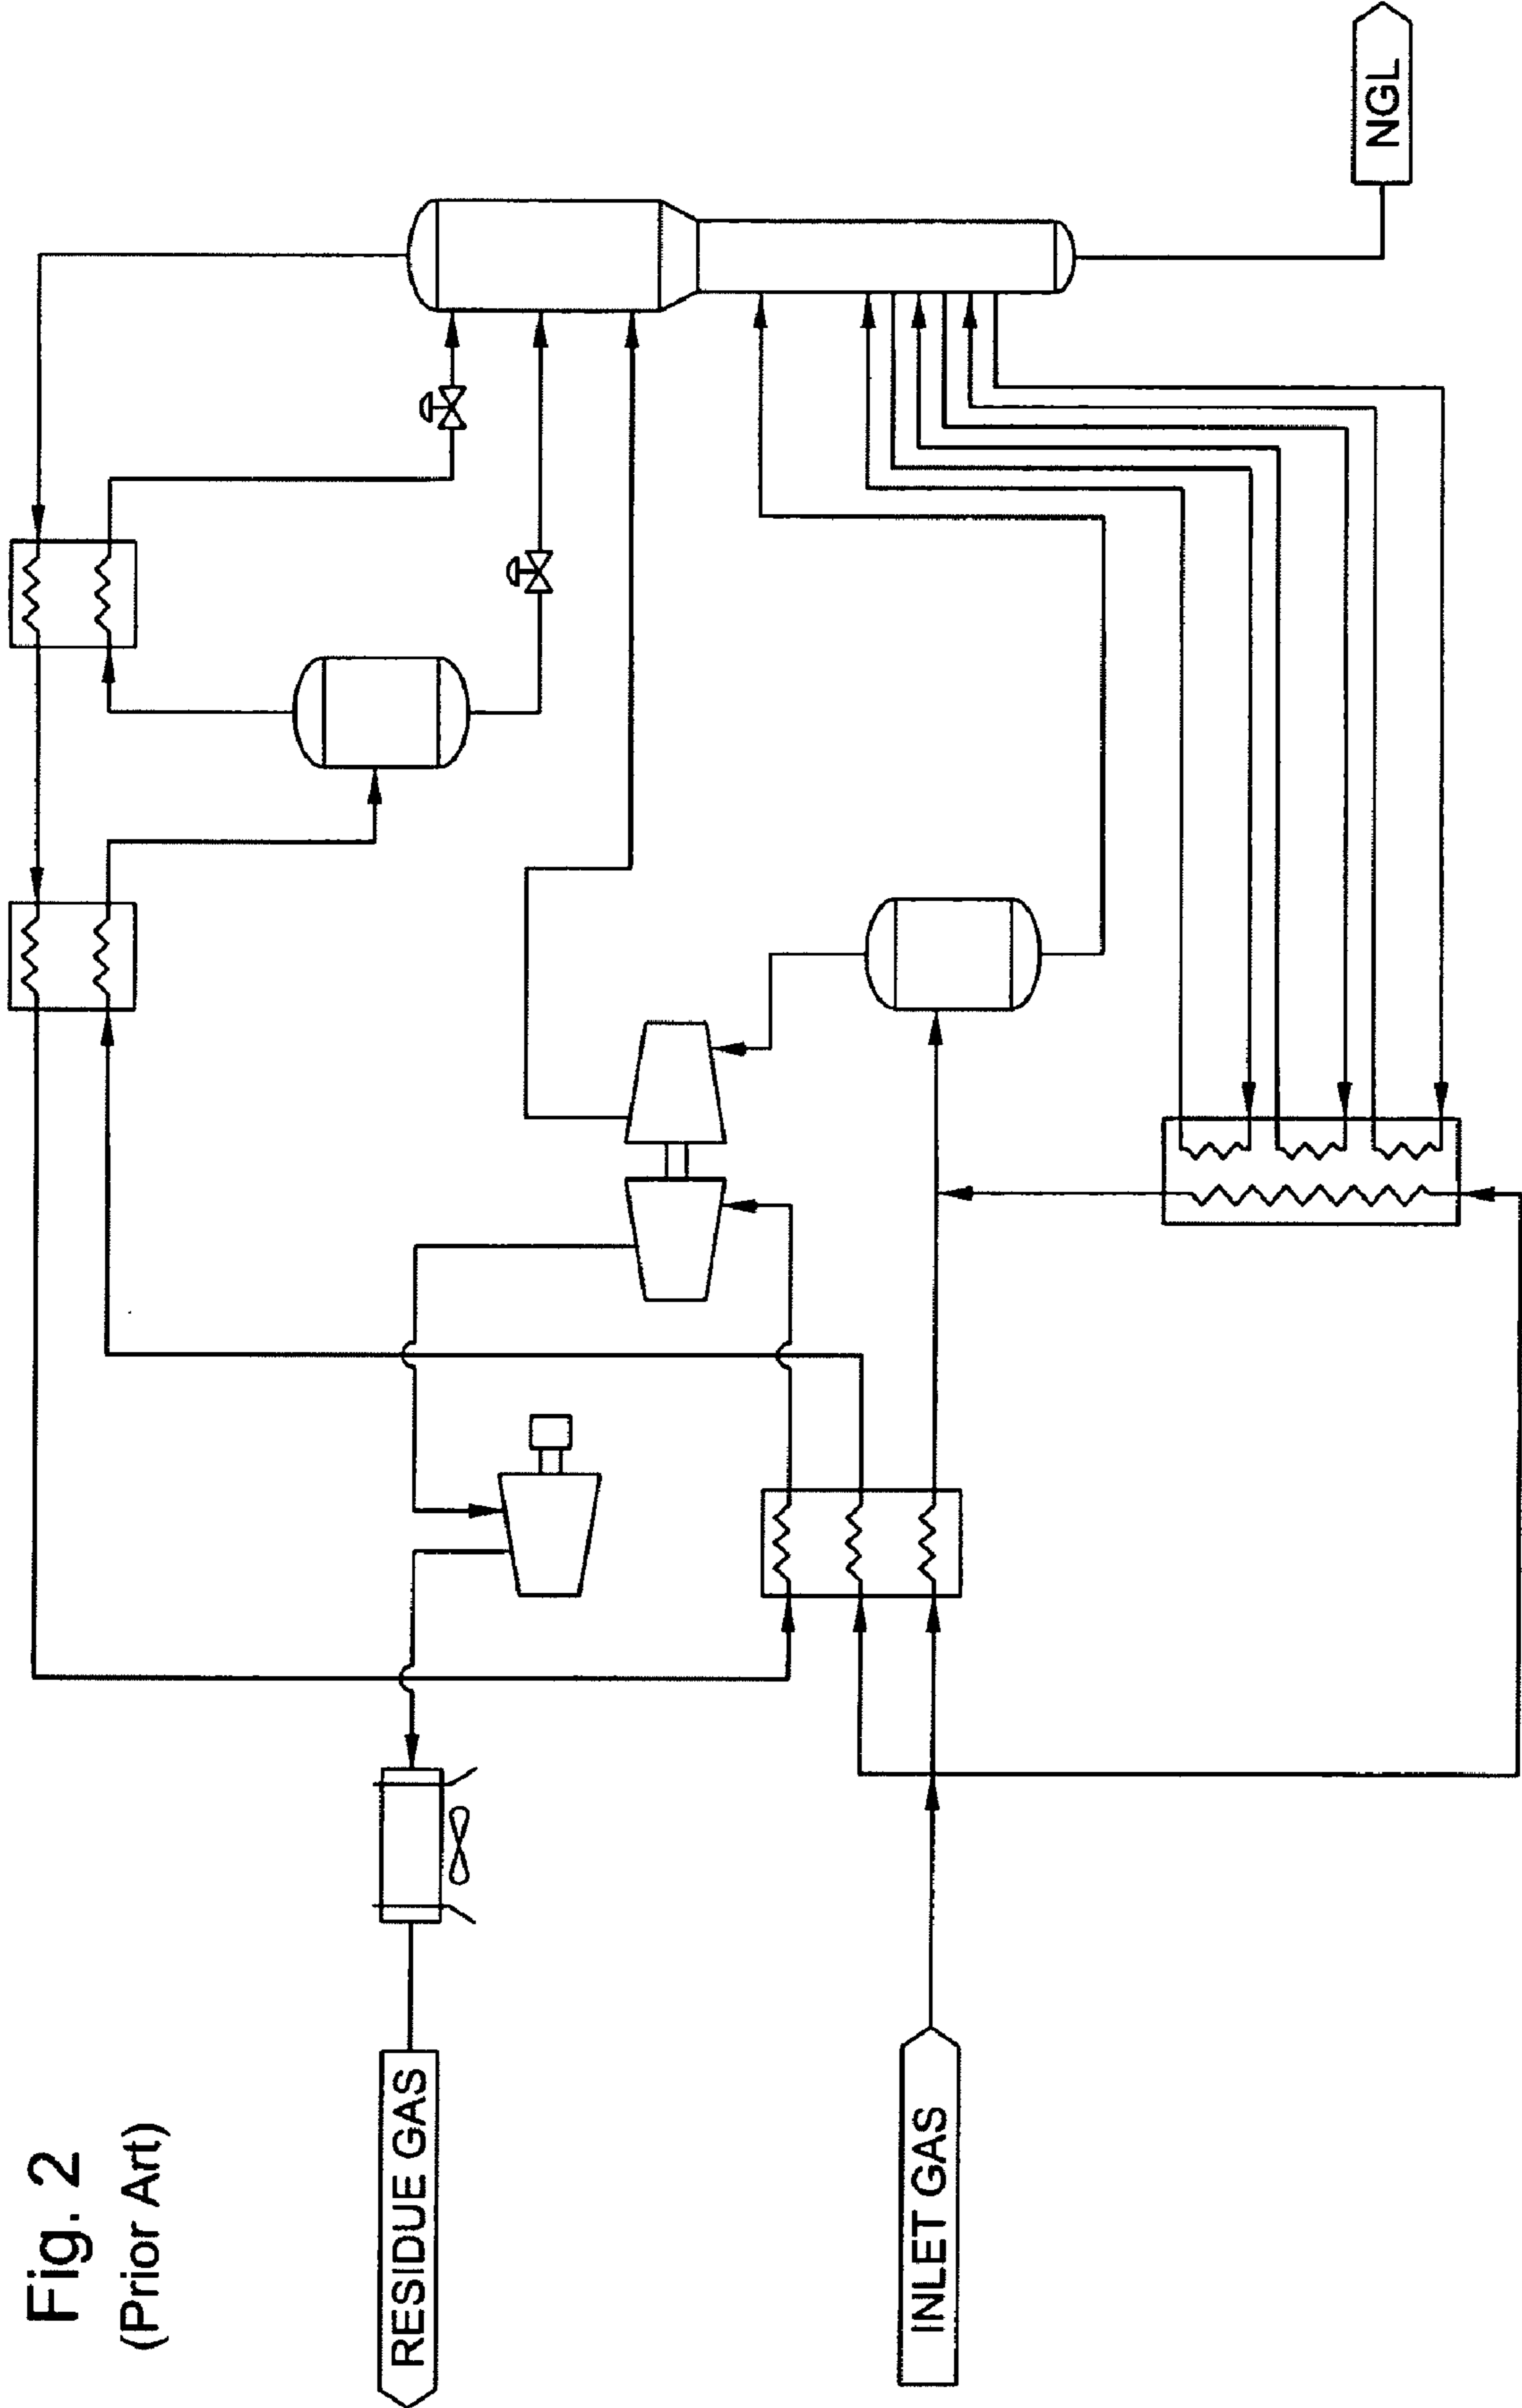 Fig. 2
(Prior Art)
RESIDUE GAS
INLET GAS
NGL